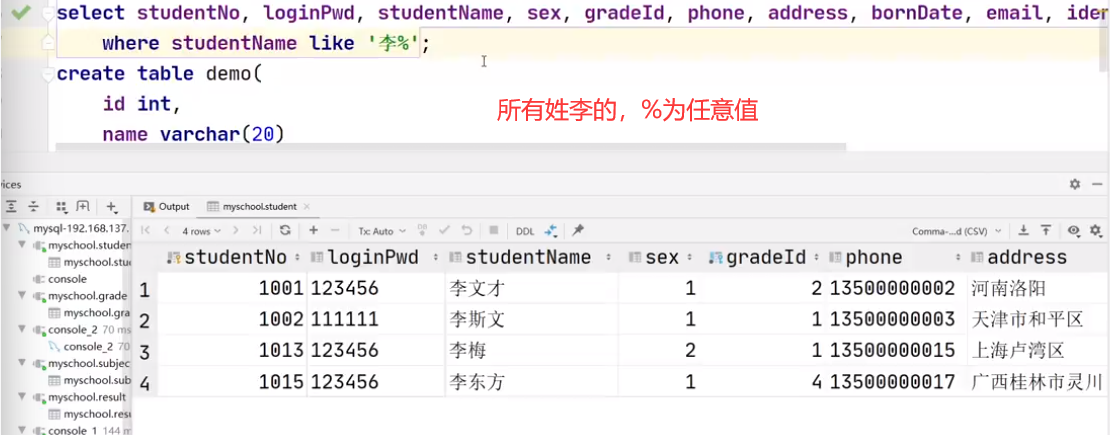 select studentNo, loginPwd, studentName, sex, gradeId, phone, address, bornDate, email, iden
where studentName like '李%';
create table demo(
id int,
所有姓李的，%为任意值
name varchar(20)
vices
Output
myschool.student
mysql-192.168.137.
4 rows
Tx: Auto
DDL
Comma-...d (CSV)
myschool.studen
myschool.stu
console
myschool.grade
myschool.gra
console_2 70 ms
console_2 70
myschool.subjec
myschool.sub
myschool.result
myschool.resu
console_1 144 m
studentNo loginPwd studentName sex gradeId phone address
1 1001 123456 李文才 1 2 13500000002 河南洛阳
2 1002 111111 李斯文 1 1 13500000003 天津市和平区
3 1013 123456 李梅 2 1 13500000015 上海卢湾区
4 1015 123456 李东方 1 4 13500000017 广西桂林市灵川